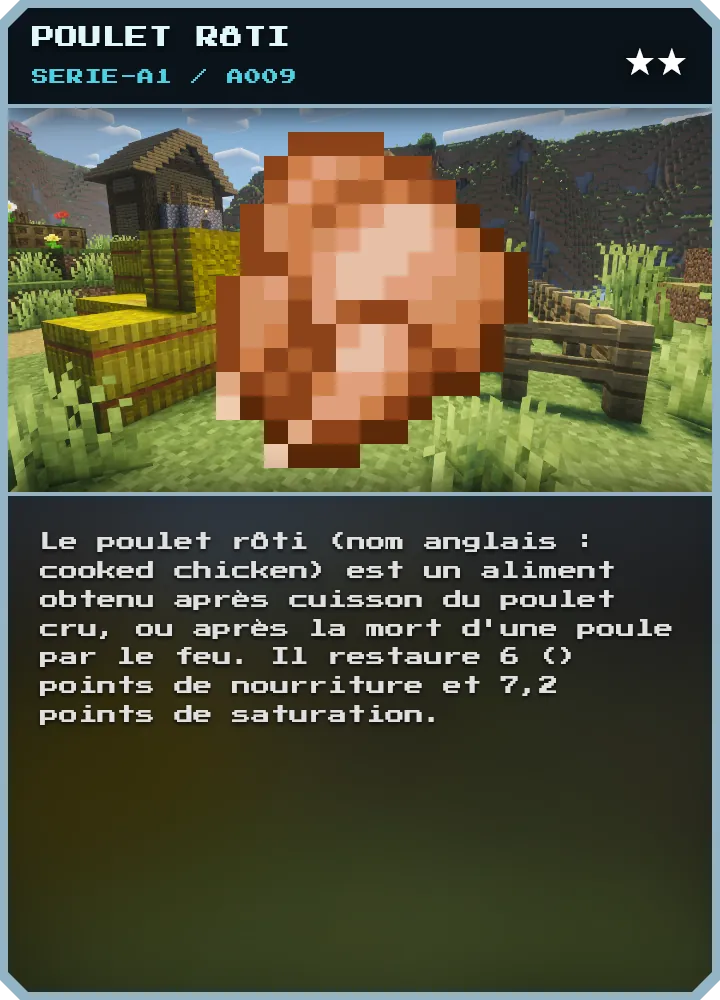 POULET RÔTI
SERIE-A1 / A009
★★
Le poulet rôti (nom anglais :
cooked chicken) est un aliment
obtenu après cuisson du poulet
cru, ou après la mort d'une poule
par le feu. Il restaure 6 ()
points de nourriture et 7,2
points de saturation.